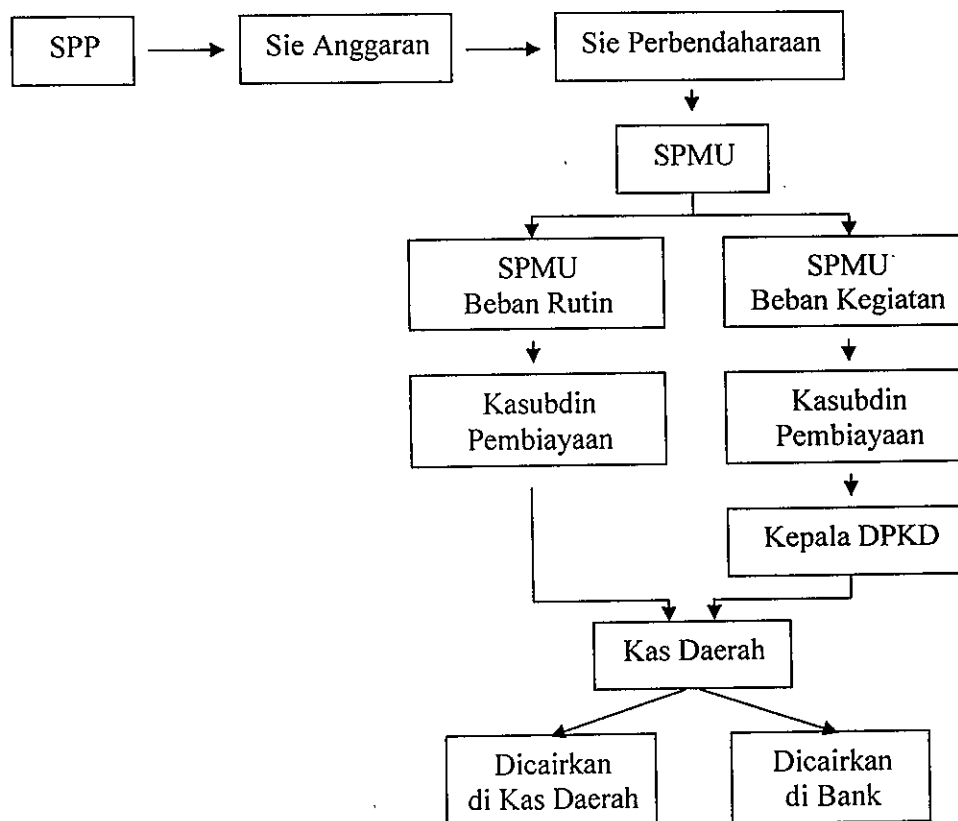 SPP
Sie Anggaran
Sie Perbendaharaan
SPMU
SPMU
Beban Rutin
SPMU
Beban Kegiatan
Kasubdin
Pembiayaan
Kasubdin
Pembiayaan
Kepala DPKD
Kas Daerah
Dicairkan
di Kas Daerah
Dicairkan
di Bank